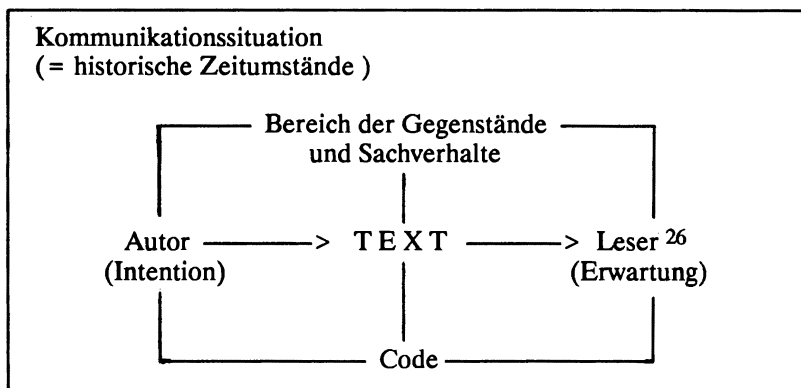 Kommunikationssituation
(= historische Zeitumstände )
Bereich der Gegenstände
und Sachverhalte
Autor > TEXT > Leser 26
(Intention) (Erwartung)
Code